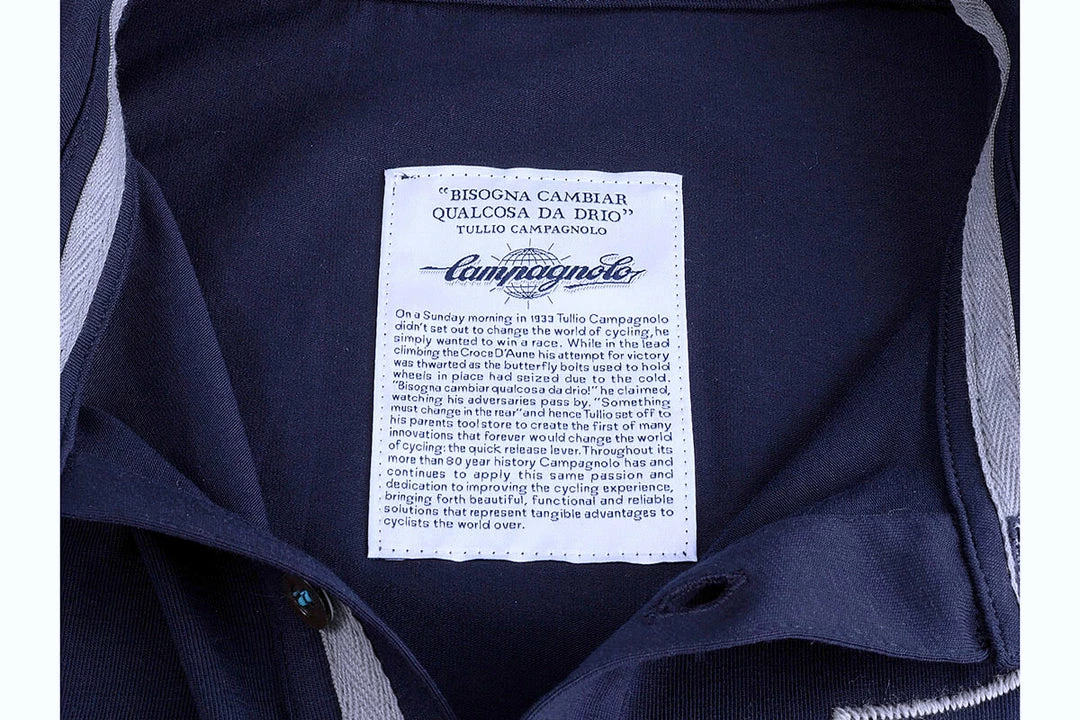 “BISOGNA CAMBIAR
QUALCOSA DA DRIO”
TULLIO CAMPAGNOLO
Campagnolo
On a Sunday morning in 1933 Tullio Campagnolo
didn't set out to change the world of cycling, he
simply wanted to win a race. While in the lead
climbing the Croce D'Aune his attempt for victory
was thwarted as the butterfly bolts used to hold
wheels in place had seized due to the cold.
"Bisogna cambiar qualcosa da drio!" he claimed,
watching his adversaries pass by. "Something
must change in the rear" and hence Tullio set off to
his parents tool store to create the first of many
innovations that forever would change the world
of cycling: the quick release lever. Throughout its
more than 80 year history Campagnolo has and
continues to apply this same passion and
dedication to improving the cycling experience,
bringing forth beautiful, functional and reliable
solutions that represent tangible advantages to
cyclists the world over.